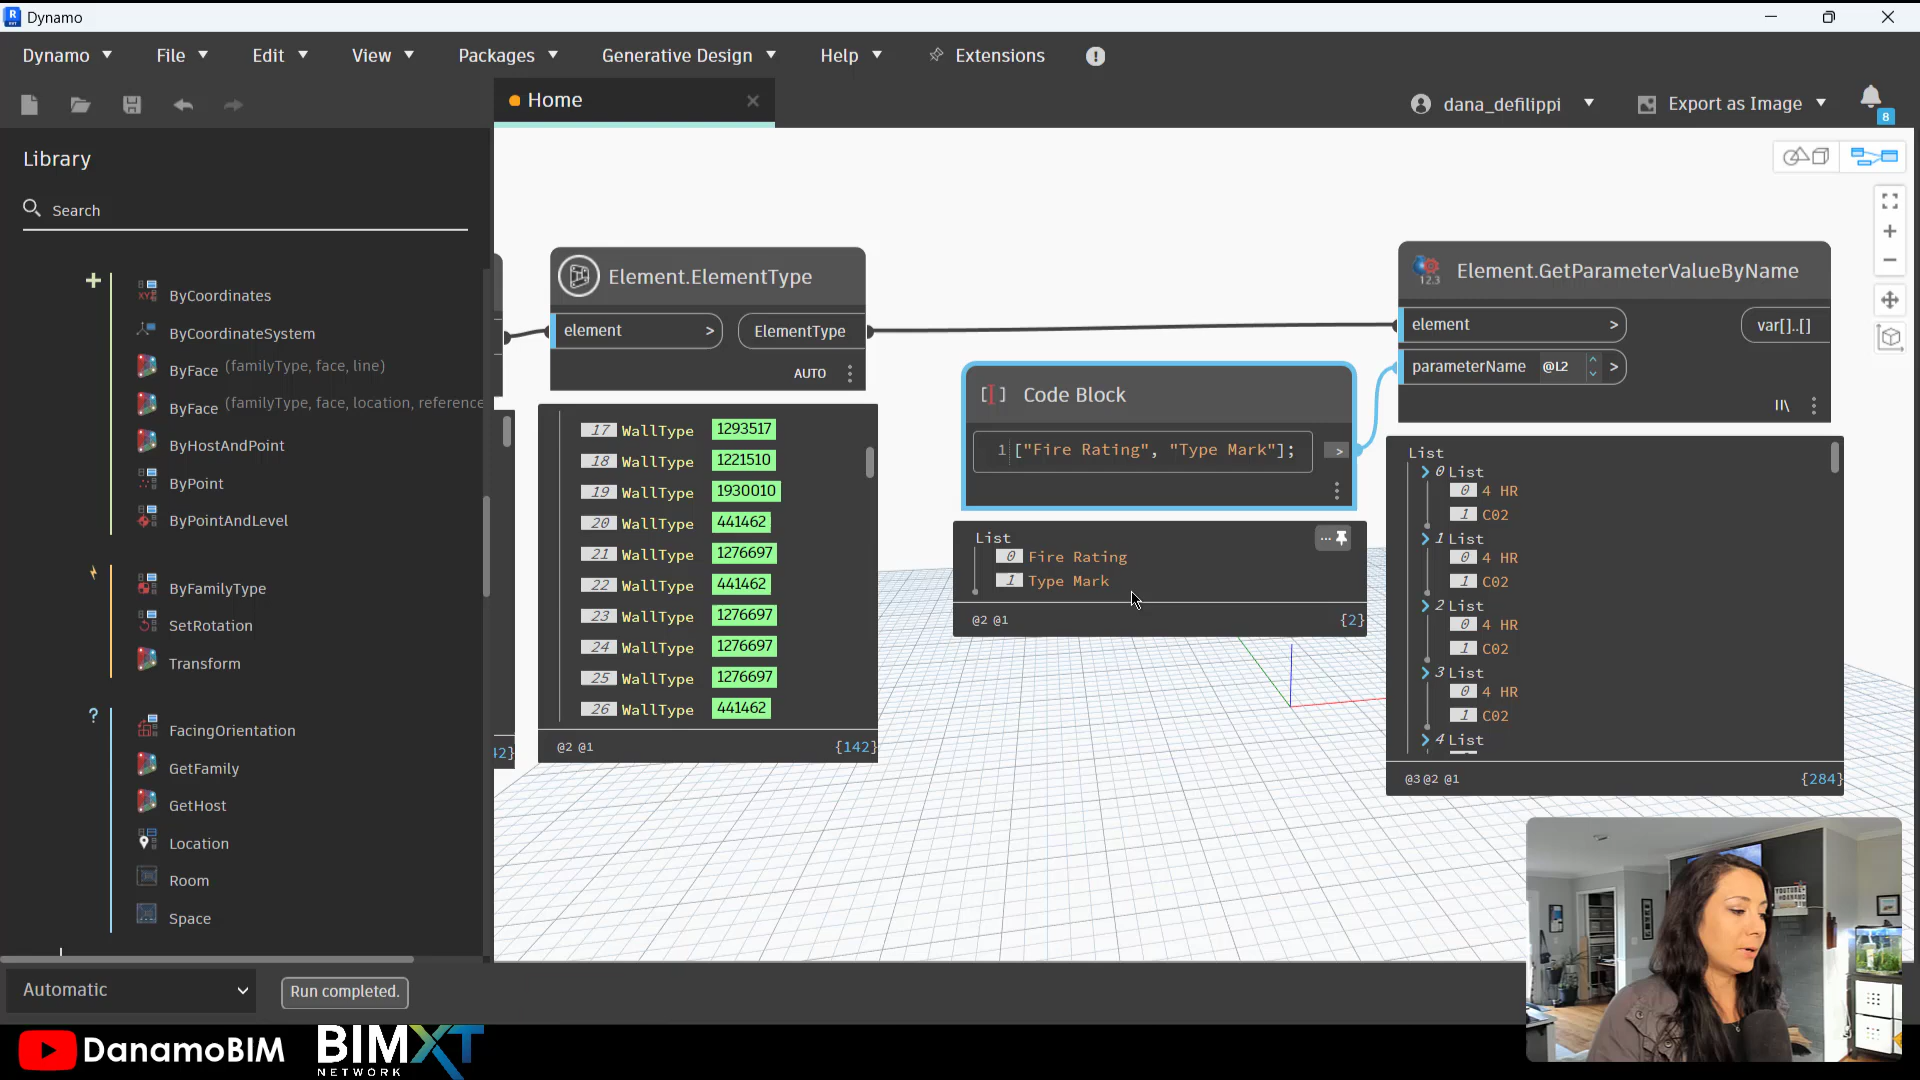 Dynamo
Dynamo File Edit View Packages Generative Design Help Extensions
Home
dana_defilippi
Export as Image
8
Library
Search
ByCoordinates
ByCoordinateSystem
ByFace (familyType, face, line)
ByFace (familyType, face, location, reference
ByHostAndPoint
ByPoint
ByPointAndLevel
ByFamilyType
SetRotation
Transform
FacingOrientation
GetFamily
GetHost
Location
Room
Space
Automatic
Run completed.
Element.ElementType
element >
ElementType
AUTO
17 WallType 1293517
18 WallType 1221510
19 WallType 1930010
20 WallType 441462
21 WallType 1276697
22 WallType 441462
23 WallType 1276697
24 WallType 1276697
25 WallType 1276697
26 WallType 441462
@2 @1 {142}
42}
Code Block
1 ["Fire Rating", "Type Mark"]; >
List
0 Fire Rating
1 Type Mark
@2 @1 {2}
Element.GetParameterValueByName
12.3
element >
var[]..[]
parameterName @L2 >
List
0 List
0 4 HR
1 C02
1 List
0 4 HR
1 C02
2 List
0 4 HR
1 C02
3 List
0 4 HR
1 C02
4 List
@3 @2 @1 {284}
DanamoBIM
BIMXT
NETWORK